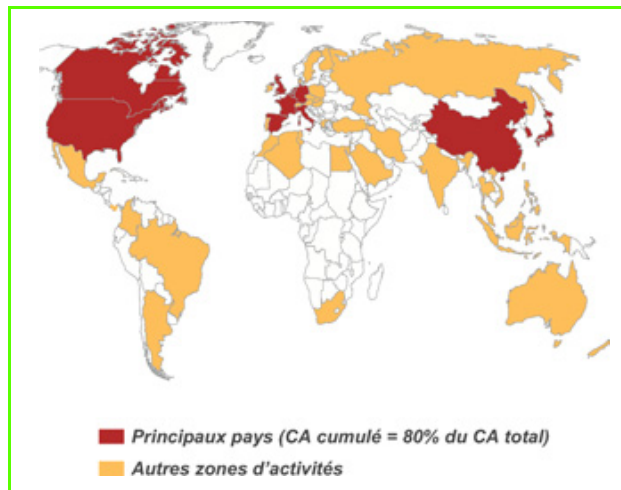 Principaux pays (CA cumulé = 80% du CA total)
Autres zones d'activités